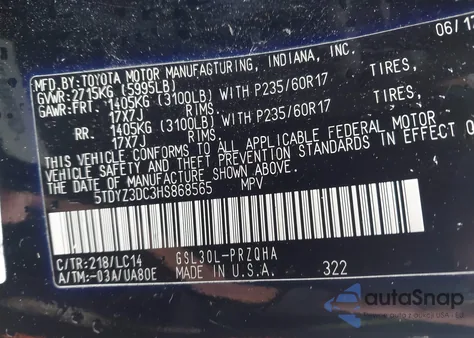 06/1
MFD.BY:TOYOTA MOTOR MANUFACTURING, INDIANA, INC.
GVWR:2715KG (5995LB)
GAWR:FRT. 1405KG (3100LB) WITH P235/60R17 TIRES,
17X7J RIMS
RR. 1405KG (3100LB) WITH P235/60R17 TIRES,
17X7J RIMS.
THIS VEHICLE CONFORMS TO ALL APPLICABLE FEDERAL MOTOR
VEHICLE SAFETY AND THEFT PREVENTION STANDARDS IN EFFECT O
THE DATE OF MANUFACTURE SHOWN ABOVE.
5TDYZ3DC3HS868565 MPV
C/TR:218/LC14 GSL30L-PRZQHA
A/TM:-03A/UA80E MADE IN U.S.A. 322
autaSnap